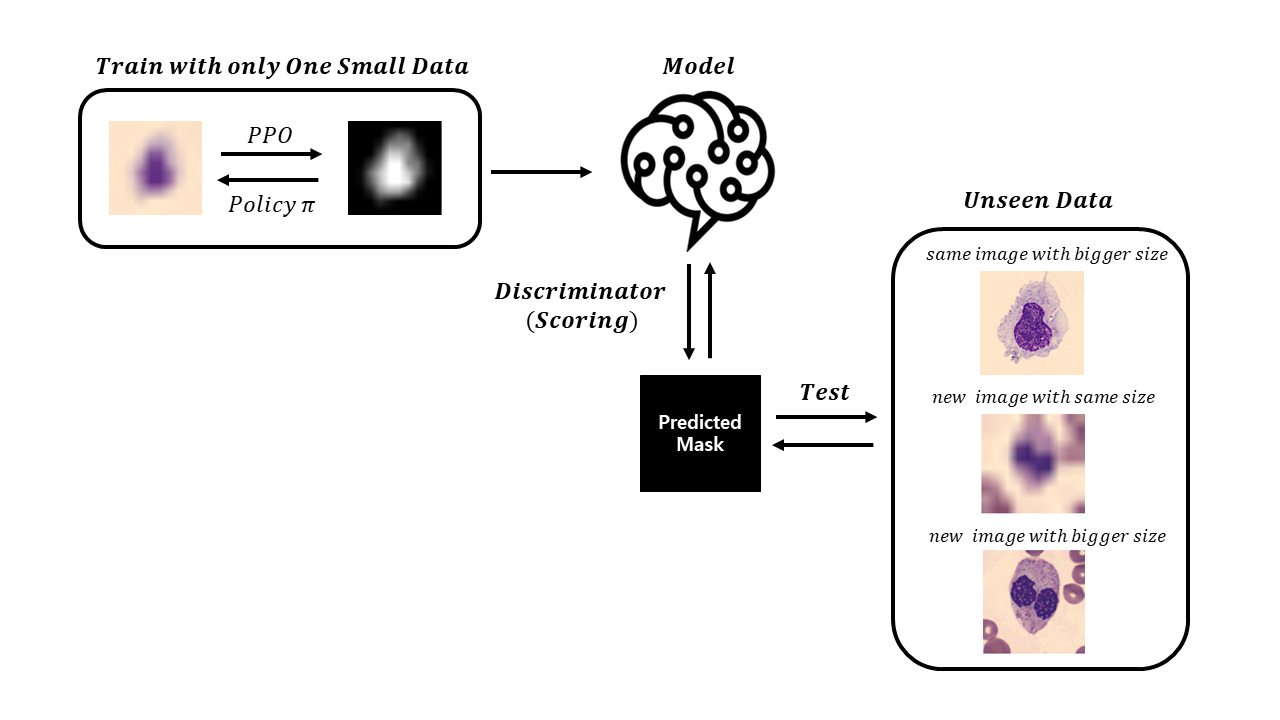 Train with only One Small Data
PPO
Policy π
Model
Discriminator
(Scoring)
Predicted
Mask
Test
Unseen Data
same image with bigger size
new image with same size
new image with bigger size